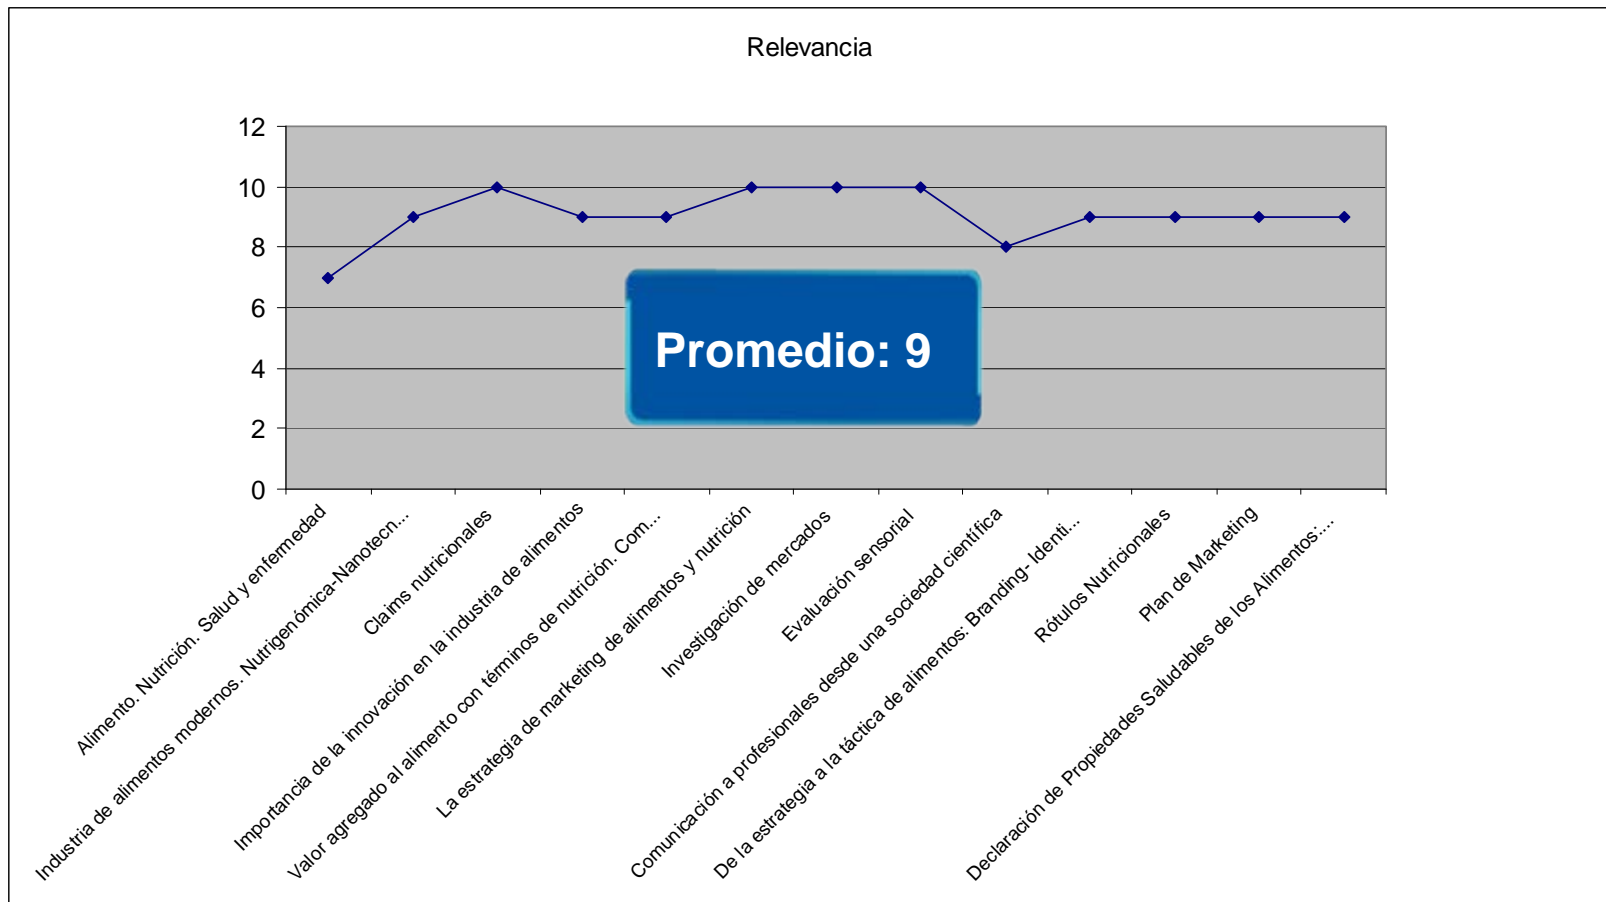 Relevancia
12
10
8
6
4
2
0
Promedio: 9
Alimento. Nutrición. Salud y enfermedad
Industria de alimentos modernos. Nutrigenómica-Nanotecn...
Claims nutricionales
Importancia de la innovación en la industria de alimentos
Valor agregado al alimento con términos de nutrición. Com...
La estrategia de marketing de alimentos y nutrición
Investigación de mercados
Evaluación sensorial
Comunicación a profesionales desde una sociedad científica
De la estrategia a la táctica de alimentos: Branding- Identi...
Rótulos Nutricionales
Plan de Marketing
Declaración de Propiedades Saludables de los Alimentos:...